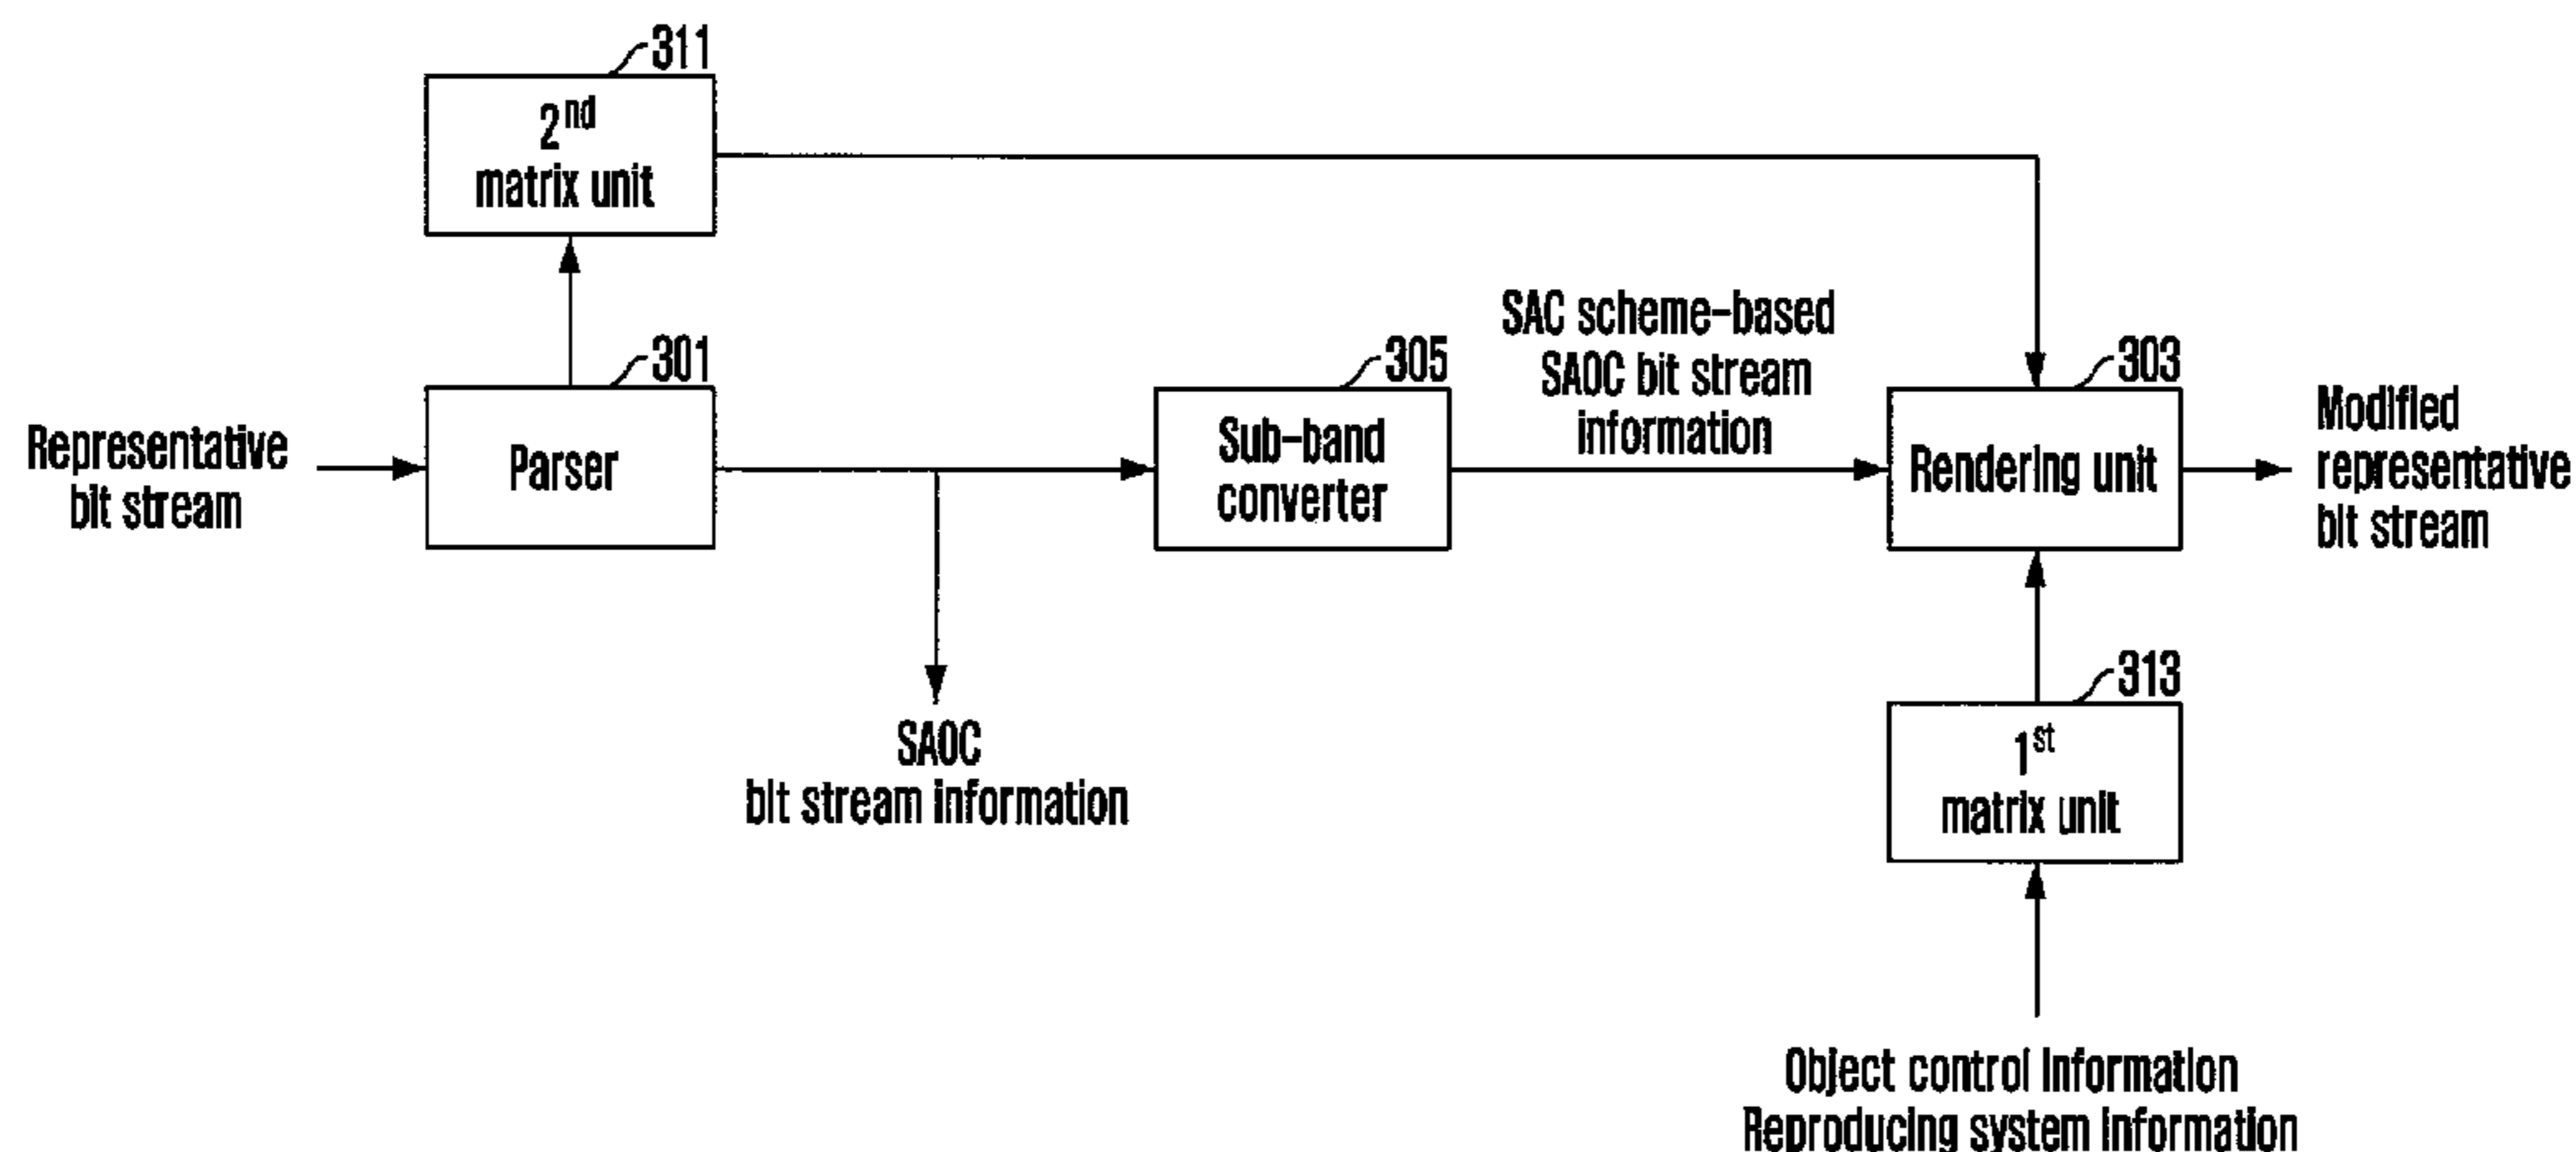 311
2nd
matrix unit
301
Parser
Representative
bit stream
305
Sub-band
converter
SAC scheme-based
SAOC bit stream
information
303
Rendering unit
Modified
representative
bit stream
SAOC
bit stream information
313
1st
matrix unit
Object control information
Reproducing system information